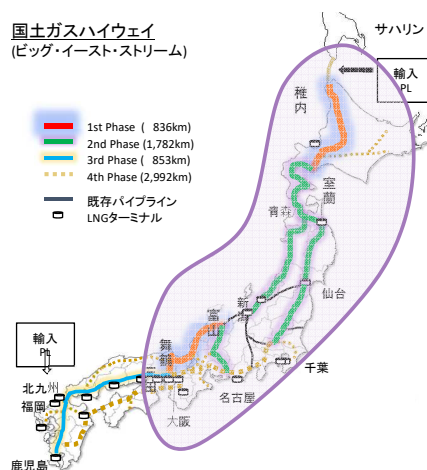 国土ガスハイウェイ
(ビッグ・イースト・ストリーム)
サハリン
輸入
PL
稚内
1st Phase ( 836km)
2nd Phase (1,782km)
3rd Phase ( 853km)
4th Phase (2,992km)
既存パイプライン
LNGターミナル
室蘭
青森
仙台
新潟
富山
舞鶴
千葉
名古屋
大阪
輸入
PL
北九州
福岡
鹿児島